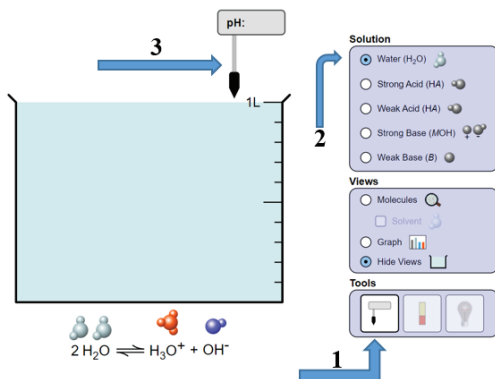 pH:
3
1L
2 H₂O ⇌ H₃O⁺ + OH⁻
Solution
Water (H₂O)
Strong Acid (HA)
Weak Acid (HA)
Strong Base (MOH)
Weak Base (B)
2
Views
Molecules
Solvent
Graph
Hide Views
Tools
1